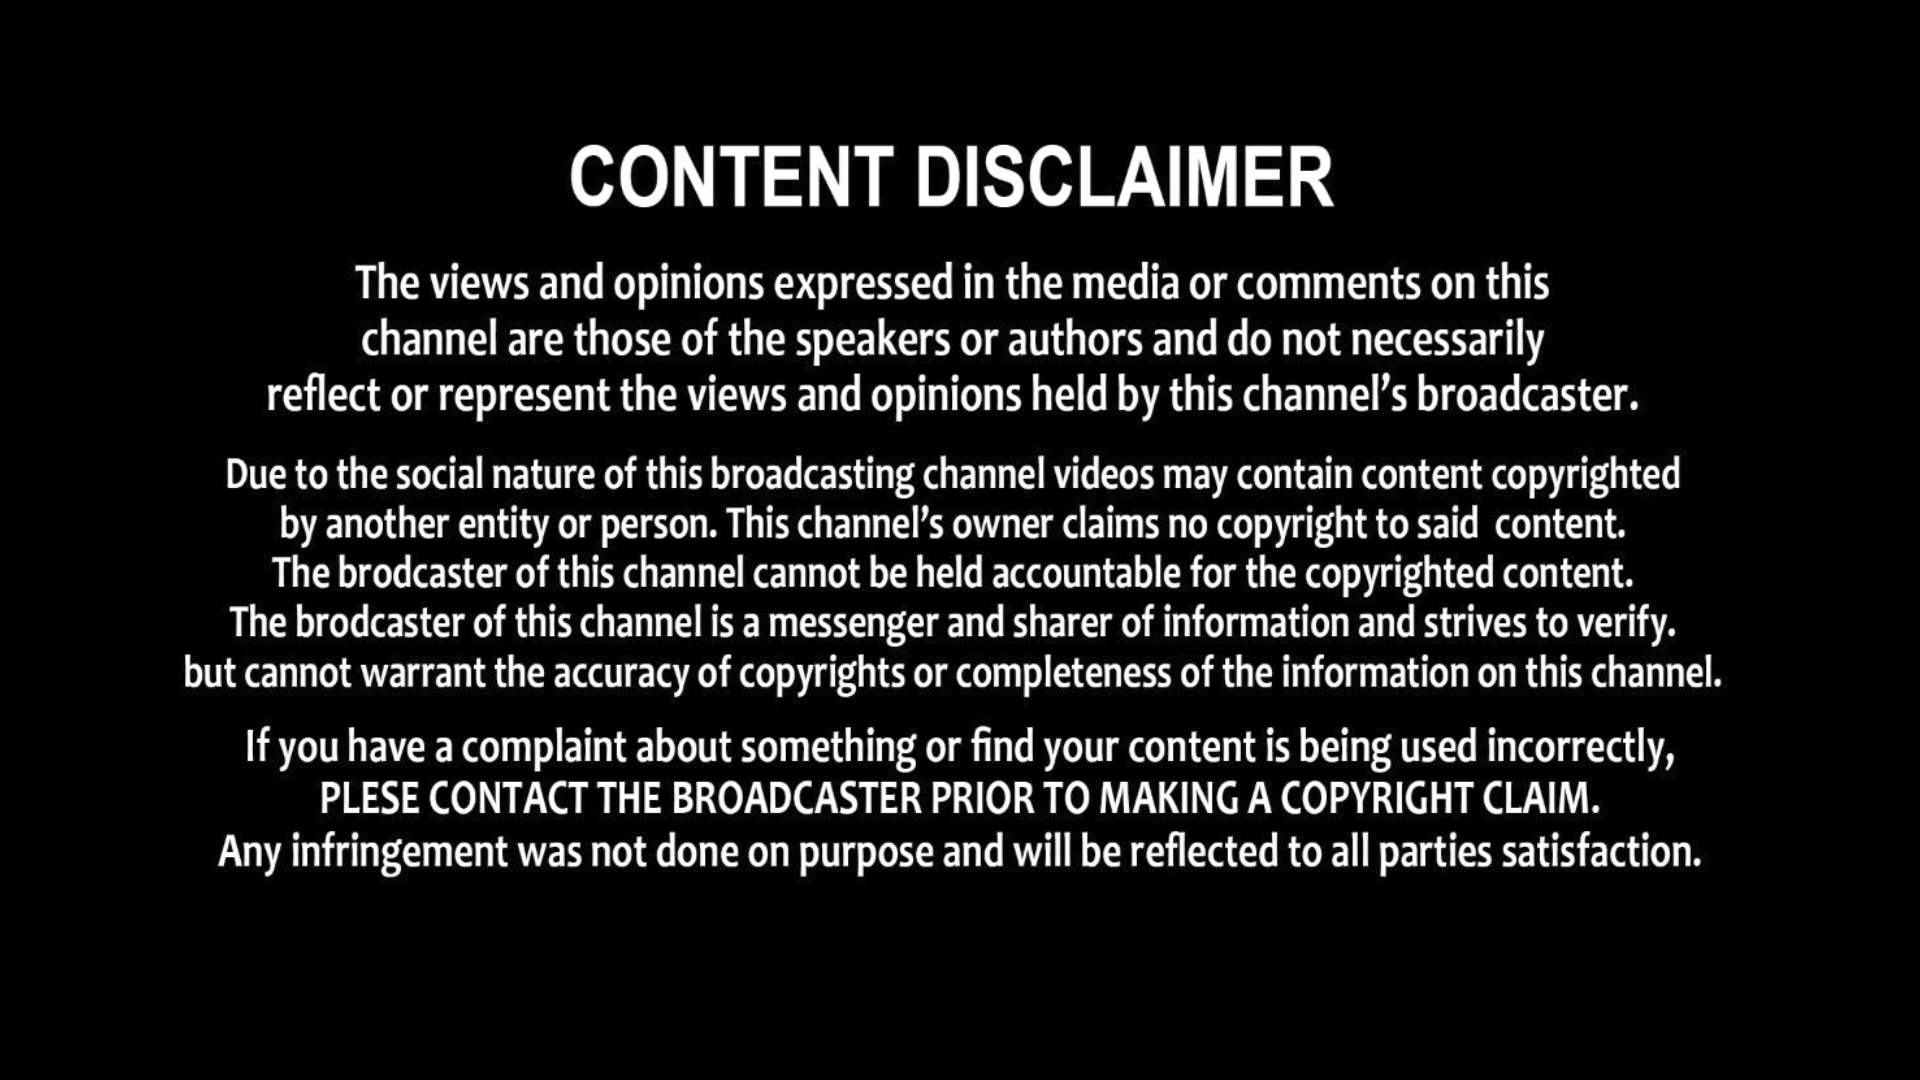 CONTENT DISCLAIMER
The views and opinions expressed in the media or comments on this
channel are those of the speakers or authors and do not necessarily
reflect or represent the views and opinions held by this channel’s broadcaster.
Due to the social nature of this broadcasting channel videos may contain content copyrighted
by another entity or person. This channel’s owner claims no copyright to said content.
The brodcaster of this channel cannot be held accountable for the copyrighted content.
The brodcaster of this channel is a messenger and sharer of information and strives to verify.
but cannot warrant the accuracy of copyrights or completeness of the information on this channel.
If you have a complaint about something or find your content is being used incorrectly,
PLESE CONTACT THE BROADCASTER PRIOR TO MAKING A COPYRIGHT CLAIM.
Any infringement was not done on purpose and will be reflected to all parties satisfaction.